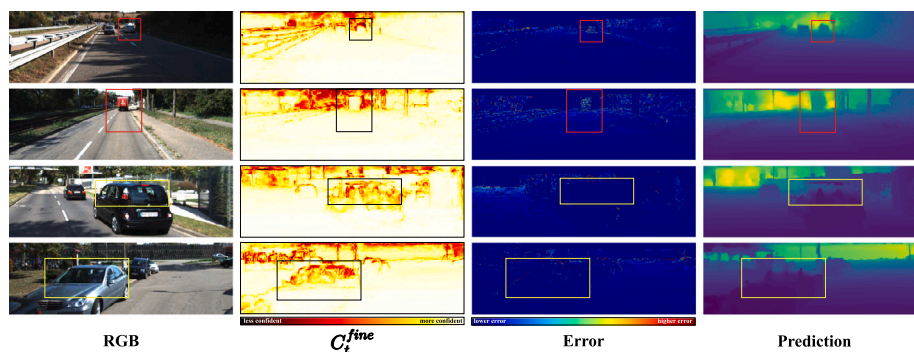 less confident more confident lower error higher error
RGB C_t^{fine} Error Prediction